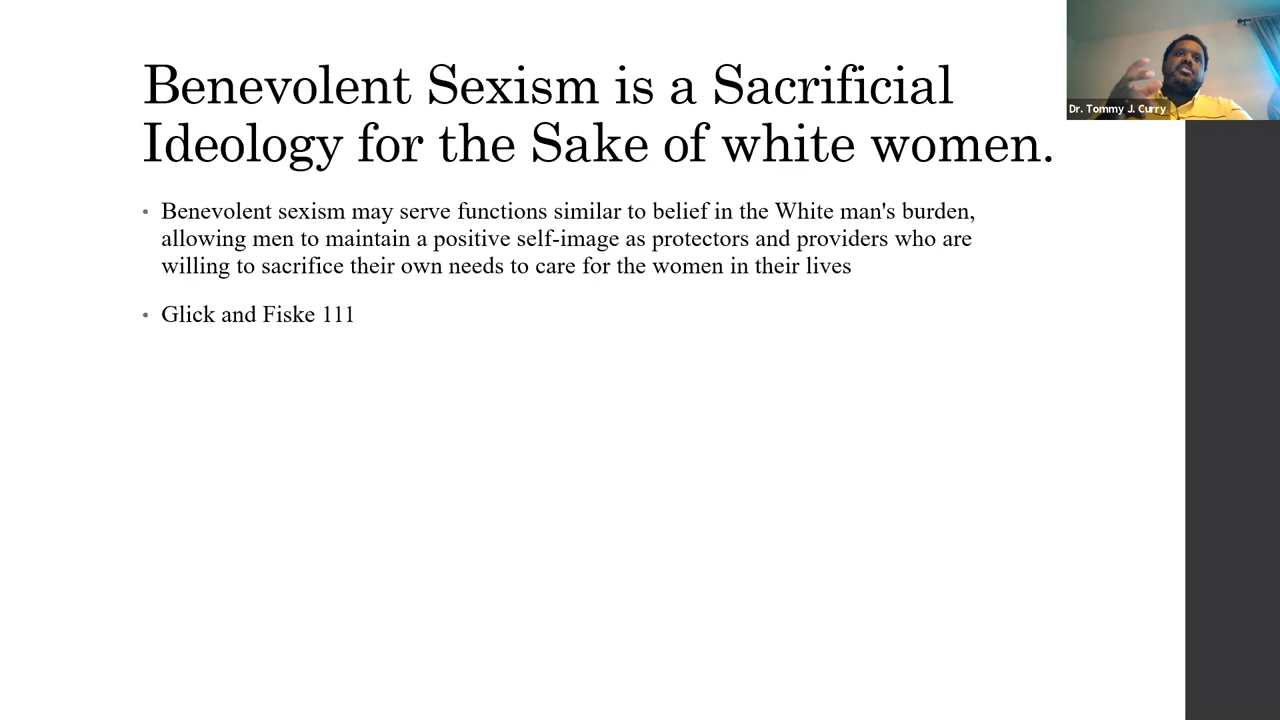 Benevolent Sexism is a Sacrificial
Ideology for the Sake of white women.
Dr. Tommy J. Curry
• Benevolent sexism may serve functions similar to belief in the White man's burden,
allowing men to maintain a positive self-image as protectors and providers who are
willing to sacrifice their own needs to care for the women in their lives
• Glick and Fiske 111